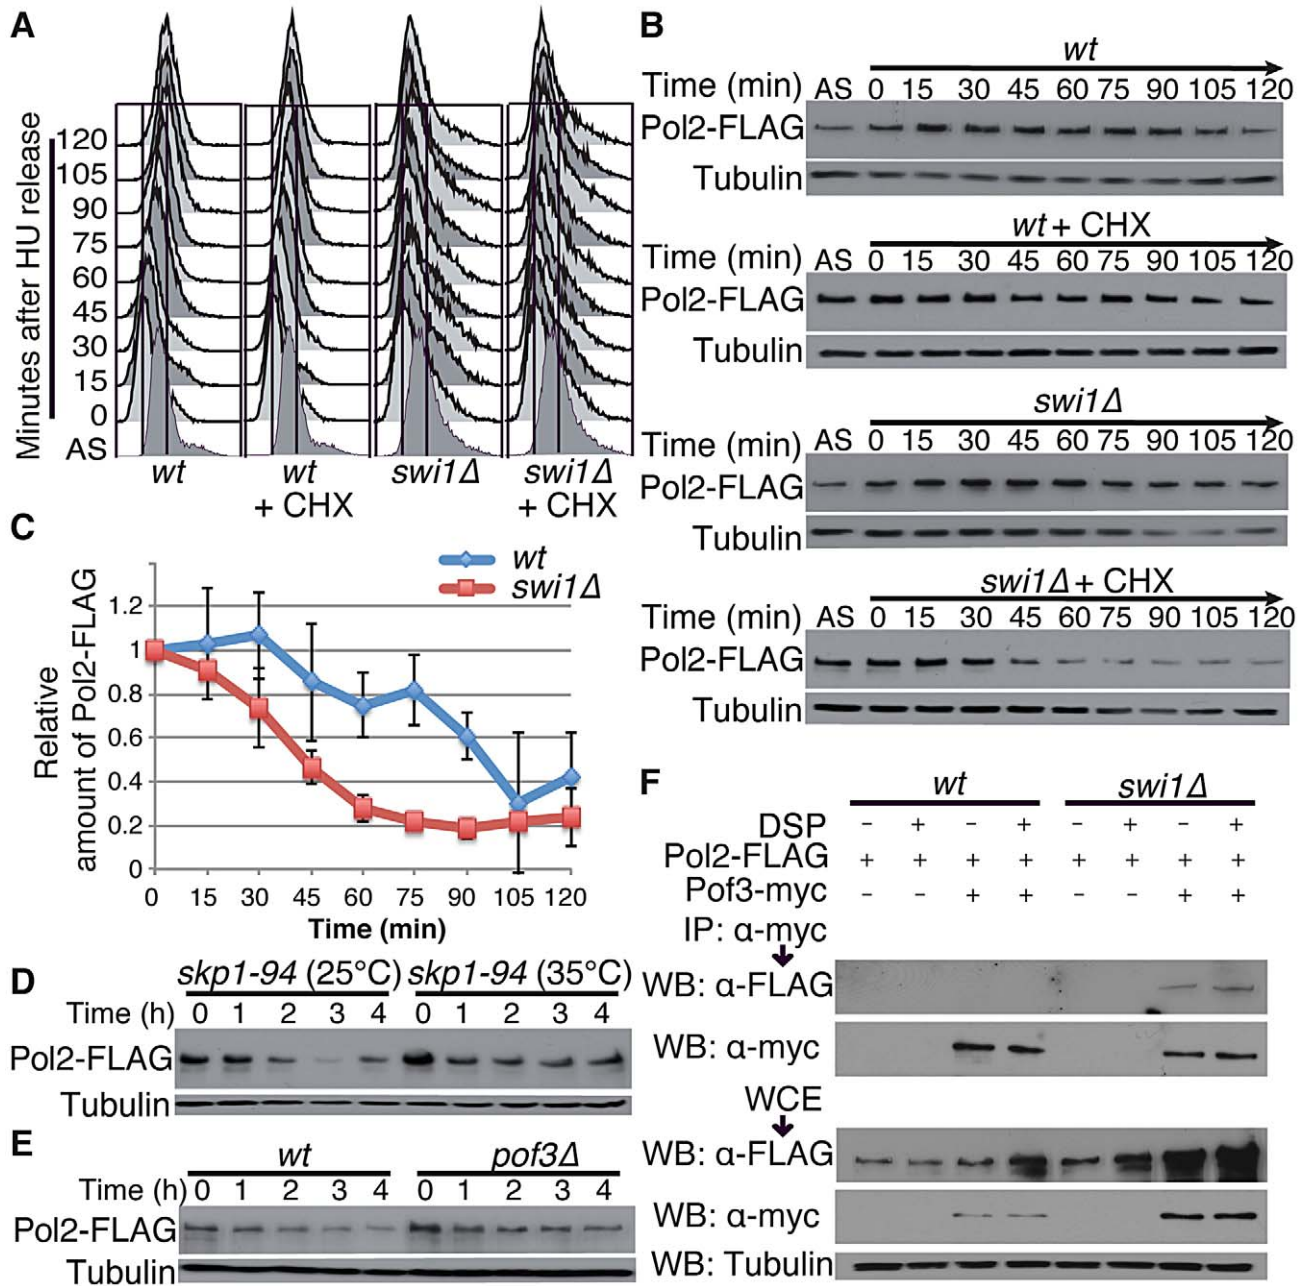 A
Minutes after HU release
120
105
90
75
60
45
30
15
0
AS
wt
wt
+ CHX
swi1Δ
swi1Δ
+ CHX
B
wt
Time (min) AS 0 15 30 45 60 75 90 105 120
Pol2-FLAG
Tubulin
wt + CHX
Time (min) AS 0 15 30 45 60 75 90 105 120
Pol2-FLAG
Tubulin
swi1Δ
Time (min) AS 0 15 30 45 60 75 90 105 120
Pol2-FLAG
Tubulin
swi1Δ + CHX
Time (min) AS 0 15 30 45 60 75 90 105 120
Pol2-FLAG
Tubulin
C
wt
swi1Δ
Relative
amount of Pol2-FLAG
1.2
1
0.8
0.6
0.4
0.2
0
0 15 30 45 60 75 90 105 120
Time (min)
D
skp1-94 (25°C) skp1-94 (35°C)
Time (h) 0 1 2 3 4 0 1 2 3 4
Pol2-FLAG
Tubulin
E
wt pof3Δ
Time (h) 0 1 2 3 4 0 1 2 3 4
Pol2-FLAG
Tubulin
F
wt swi1Δ
DSP - + - + - + - +
Pol2-FLAG + + + + + + + +
Pof3-myc - - + + - - + +
IP: α-myc
WB: α-FLAG
WB: α-myc
WCE
WB: α-FLAG
WB: α-myc
WB: Tubulin